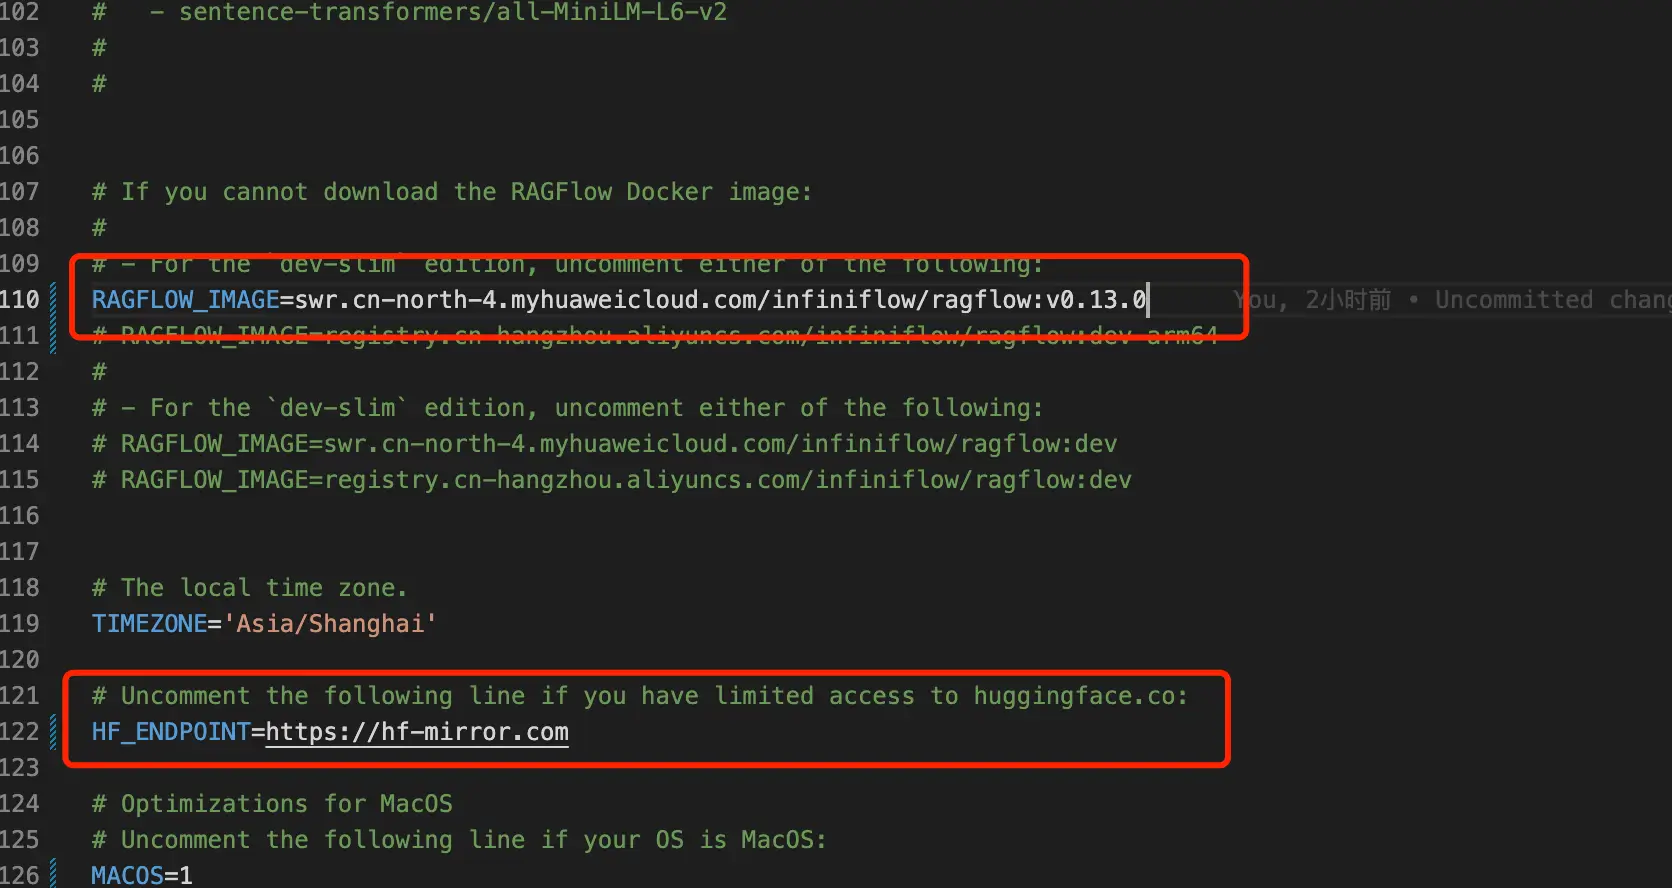 102 #   - sentence-transformers/all-MiniLM-L6-v2
103 #
104 #
105
106
107 # If you cannot download the RAGFlow Docker image:
108 #
109 # - For the `dev-slim` edition, uncomment either of the following:
110 RAGFLOW_IMAGE=swr.cn-north-4.myhuaweicloud.com/infiniflow/ragflow:v0.13.0 You, 2小时前 • Uncommitted chang
111 # RAGFLOW_IMAGE=registry.cn-hangzhou.aliyuncs.com/infiniflow/ragflow:dev-arm64
112 #
113 # - For the `dev-slim` edition, uncomment either of the following:
114 # RAGFLOW_IMAGE=swr.cn-north-4.myhuaweicloud.com/infiniflow/ragflow:dev
115 # RAGFLOW_IMAGE=registry.cn-hangzhou.aliyuncs.com/infiniflow/ragflow:dev
116
117
118 # The local time zone.
119 TIMEZONE='Asia/Shanghai'
120
121 # Uncomment the following line if you have limited access to huggingface.co:
122 HF_ENDPOINT=https://hf-mirror.com
123
124 # Optimizations for MacOS
125 # Uncomment the following line if your OS is MacOS:
126 MACOS=1